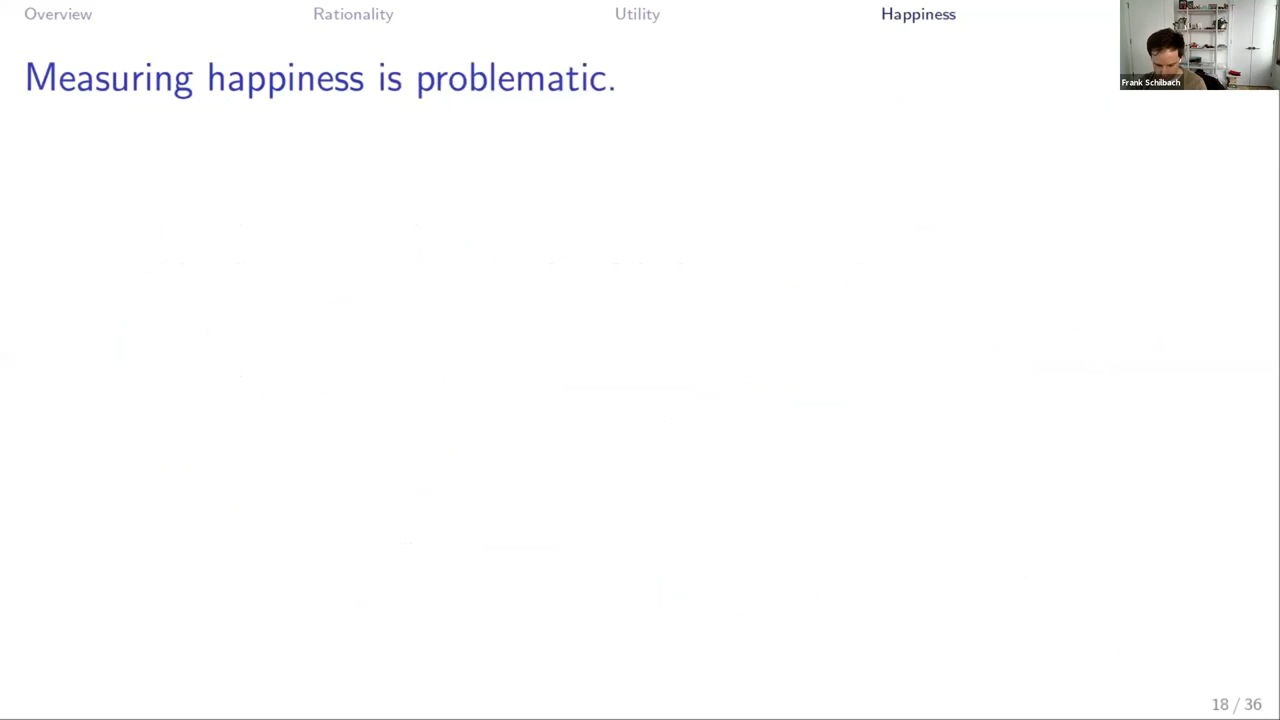 Overview Rationality Utility Happiness
Measuring happiness is problematic.
Frank Schilbach
18 / 36